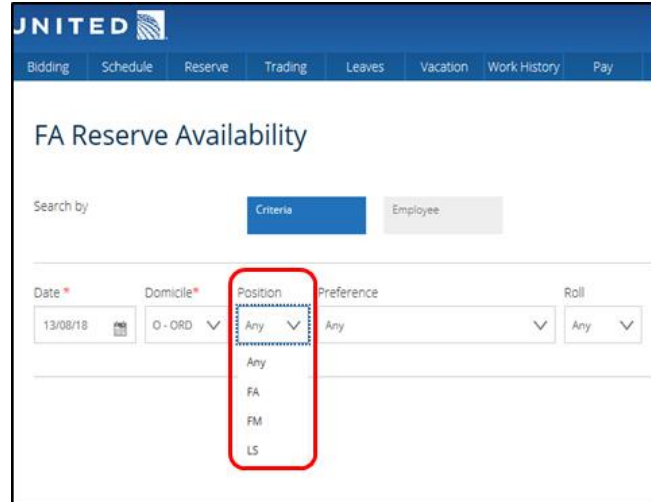 UNITED
Bidding Schedule Reserve Trading Leaves Vacation Work History Pay
FA Reserve Availability
Search by Criteria Employee
Date * Domicile* Position Preference Roll
13/08/18 O - ORD Any Any Any
Any
FA
FM
LS